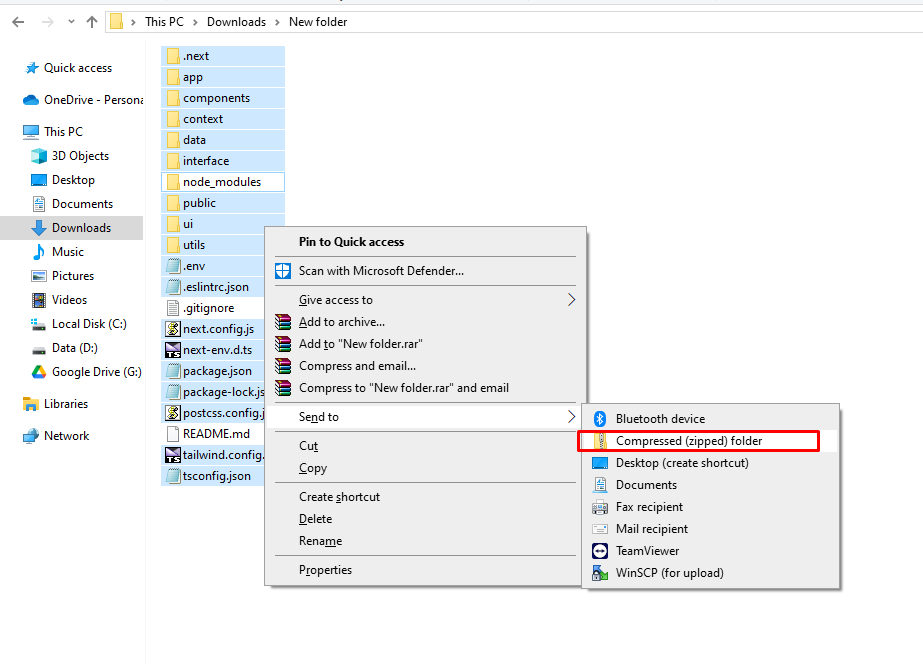 This PC > Downloads > New folder
Quick access
OneDrive - Persona
This PC
3D Objects
Desktop
Documents
Downloads
Music
Pictures
Videos
Local Disk (C:)
Data (D:)
Google Drive (G:)
Libraries
Network
.next
app
components
context
data
interface
node_modules
public
ui
utils
.env
.eslintrc.json
.gitignore
next.config.js
next-env.d.ts
package.json
package-lock.js
postcss.config.j
README.md
tailwind.config.
tsconfig.json
Pin to Quick access
Scan with Microsoft Defender...
Give access to
Add to archive...
Add to "New folder.rar"
Compress and email...
Compress to "New folder.rar" and email
Send to
Cut
Copy
Create shortcut
Delete
Rename
Properties
Bluetooth device
Compressed (zipped) folder
Desktop (create shortcut)
Documents
Fax recipient
Mail recipient
TeamViewer
WinSCP (for upload)